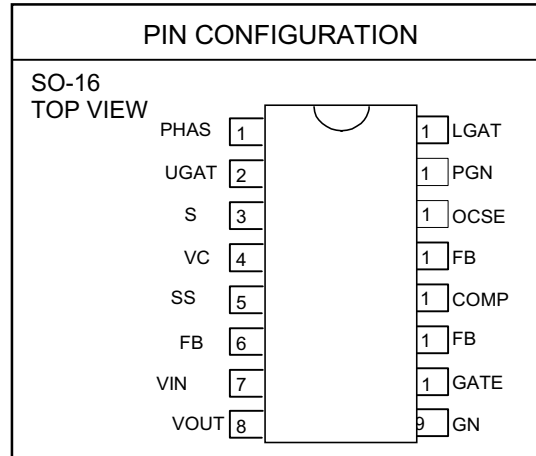 PIN CONFIGURATION
SO-16
TOP VIEW
PHAS 1 1 LGAT
UGAT 2 1 PGN
S 3 1 OCSE
VC 4 1 FB
SS 5 1 COMP
FB 6 1 FB
VIN 7 1 GATE
VOUT 8 9 GN